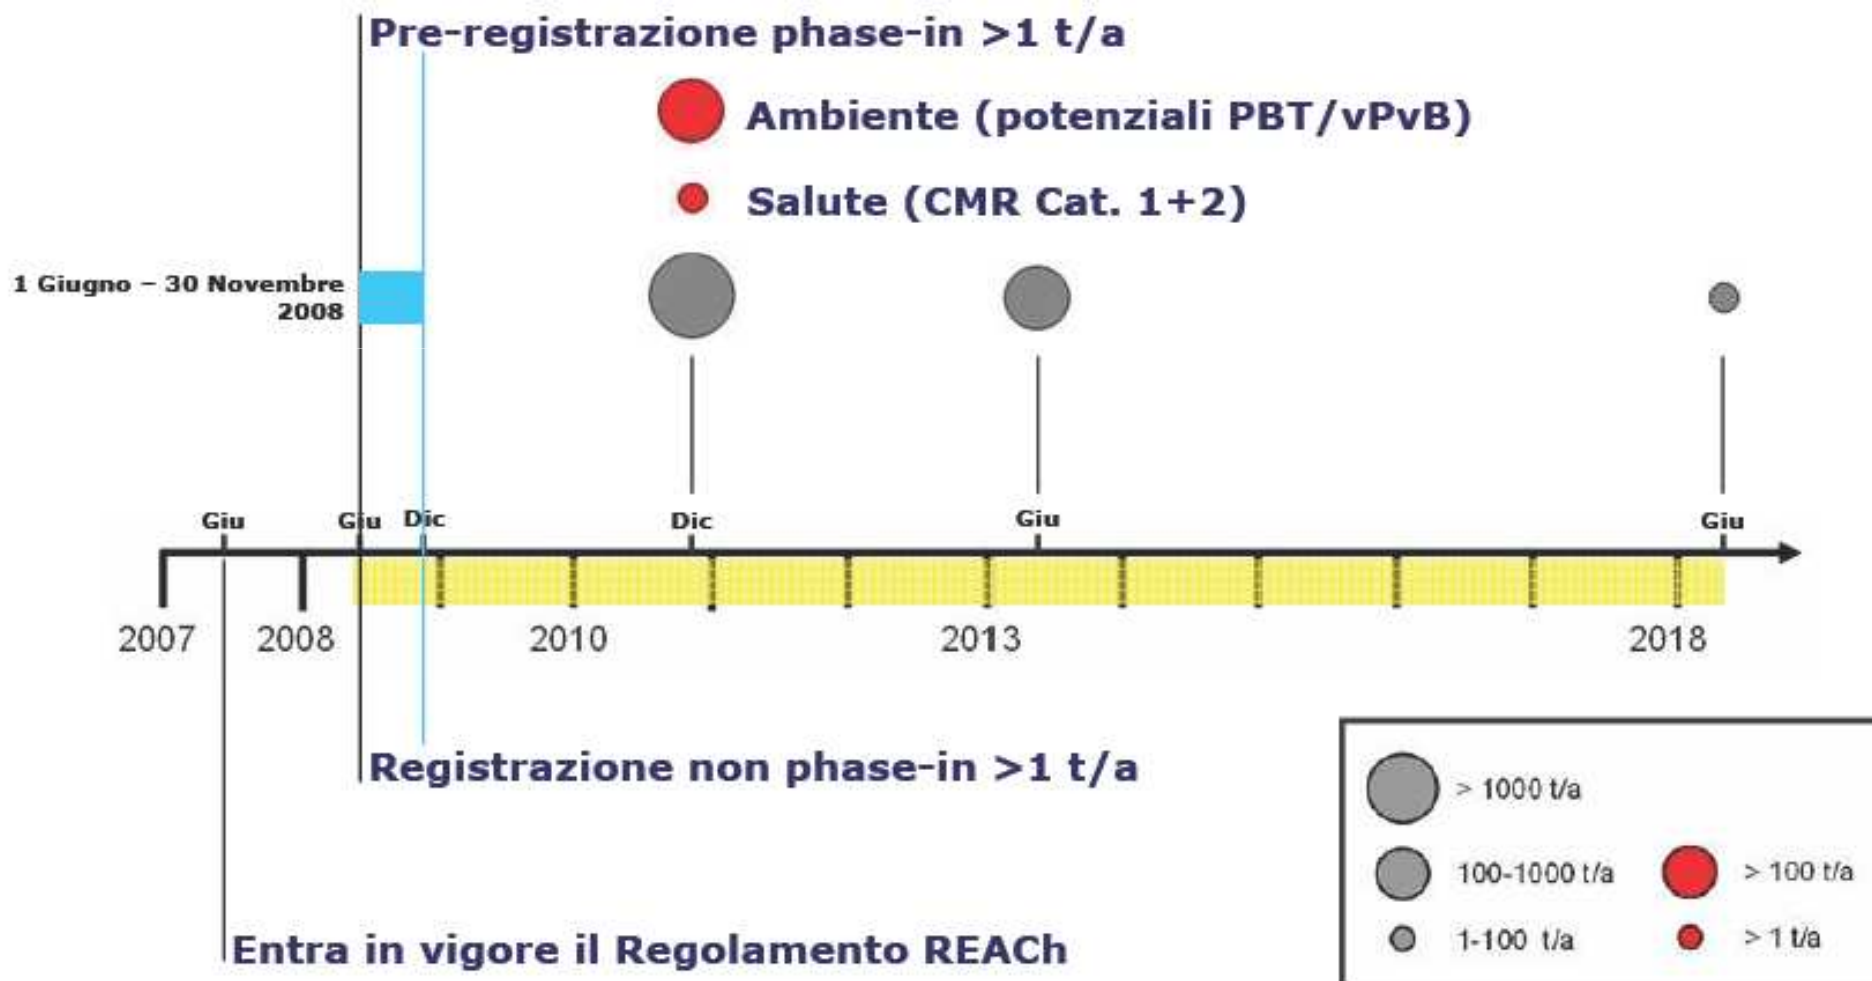 Pre-registrazione phase-in >1 t/a
Ambiente (potenziali PBT/vPvB)
Salute (CMR Cat. 1+2)
1 Giugno – 30 Novembre
2008
Giu
Giu
Dic
Dic
Giu
Giu
2007
2008
2010
2013
2018
Registrazione non phase-in >1 t/a
Entra in vigore il Regolamento REACh
> 1000 t/a
100-1000 t/a
> 100 t/a
1-100 t/a
> 1 t/a